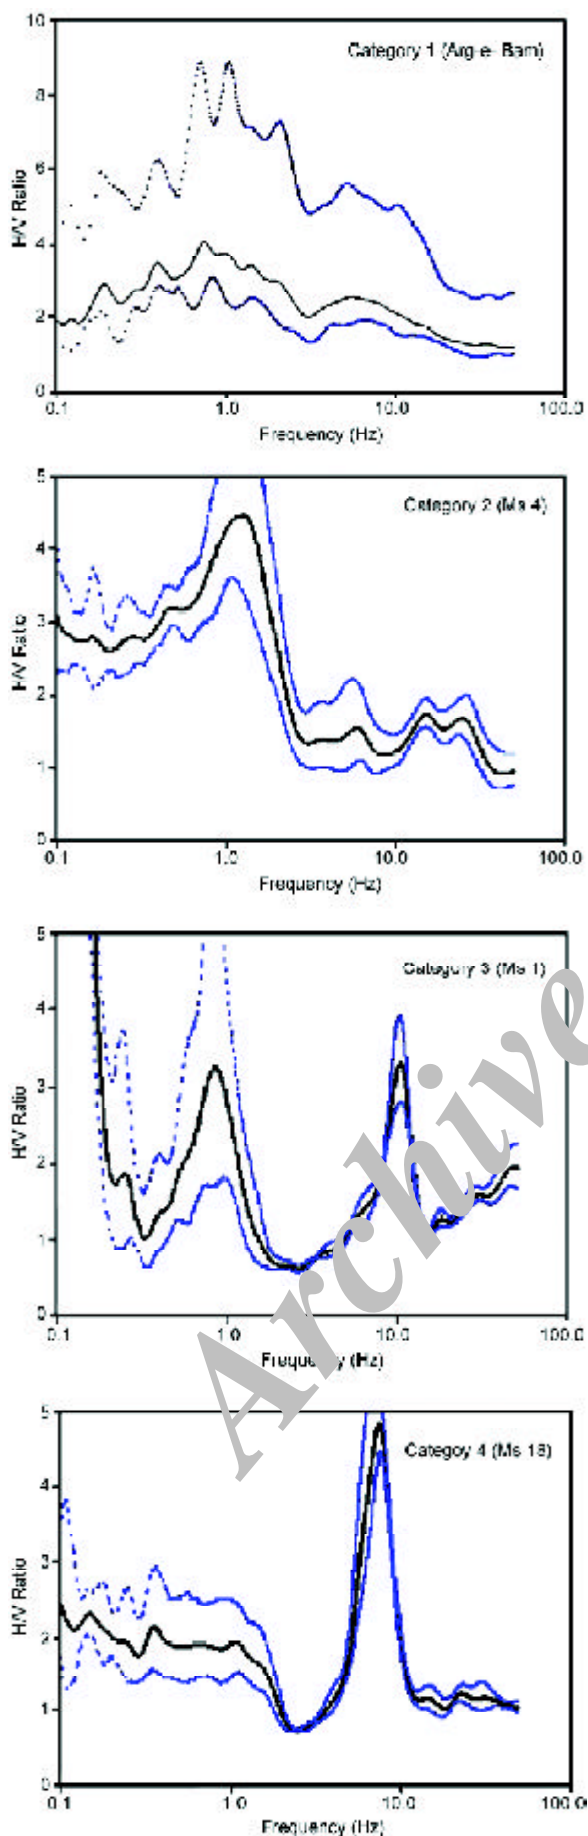 10
Category 1 (Arg-e- Bam)
8
6
H/V Ratio
4
2
0
0.1 1.0 10.0 100.0
Frequency (Hz)
5
Category 2 (Ms 4)
4
3
H/V Ratio
2
1
0
0.1 1.0 10.0 100.0
Frequency (Hz)
5
Category 3 (Ms 1)
4
3
H/V Ratio
2
1
0
0.1 1.0 10.0 100.0
Frequency (Hz)
Archive
5
Categoy 4 (Ms 18)
4
3
H/V Ratio
2
1
0
0.1 1.0 10.0 100.0
Frequency (Hz)